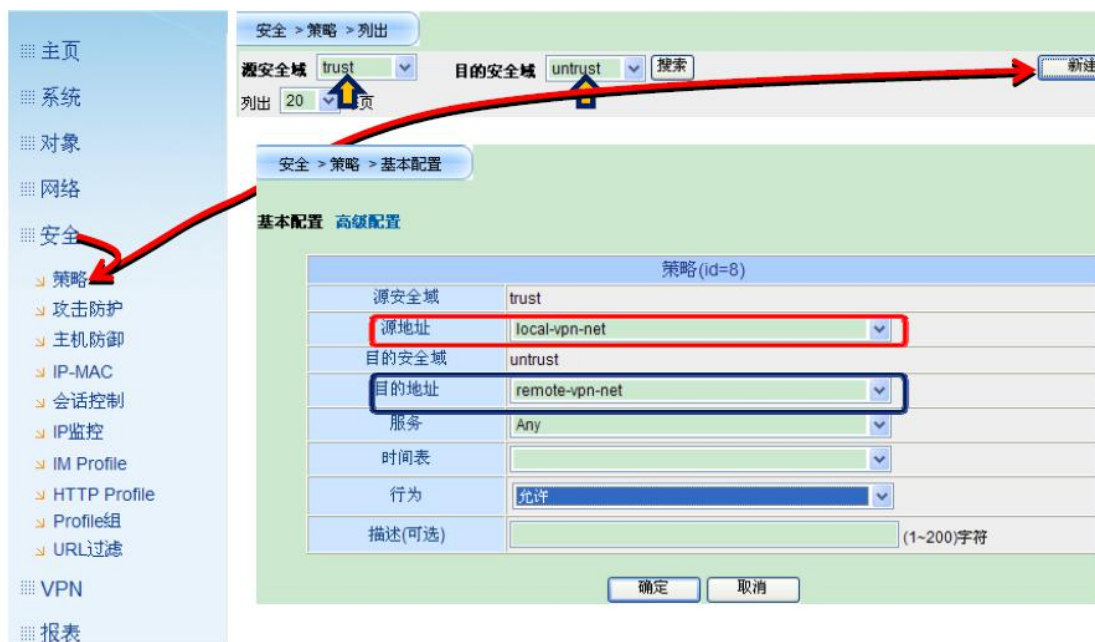 主页
系统
对象
网络
安全
策略
攻击防护
主机防御
IP-MAC
会话控制
IP监控
IM Profile
HTTP Profile
Profile组
URL过滤
VPN
报表
安全 > 策略 > 列出
源安全域 trust 目的安全域 untrust 搜索 新建
列出 20 页
安全 > 策略 > 基本配置
基本配置 高级配置
策略(id=8)
源安全域 trust
源地址 local-vpn-net
目的安全域 untrust
目的地址 remote-vpn-net
服务 Any
时间表
行为 允许
描述(可选) (1~200)字符
确定 取消